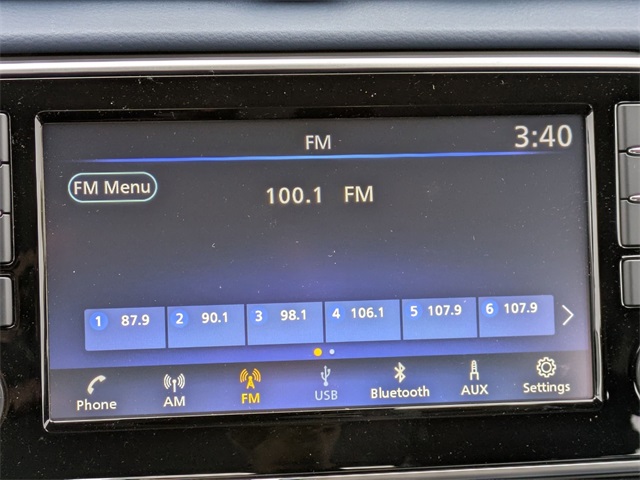 FM 3:40
FM Menu 100.1 FM
1 87.9 2 90.1 3 98.1 4 106.1 5 107.9 6 107.9
Phone AM FM USB Bluetooth AUX Settings